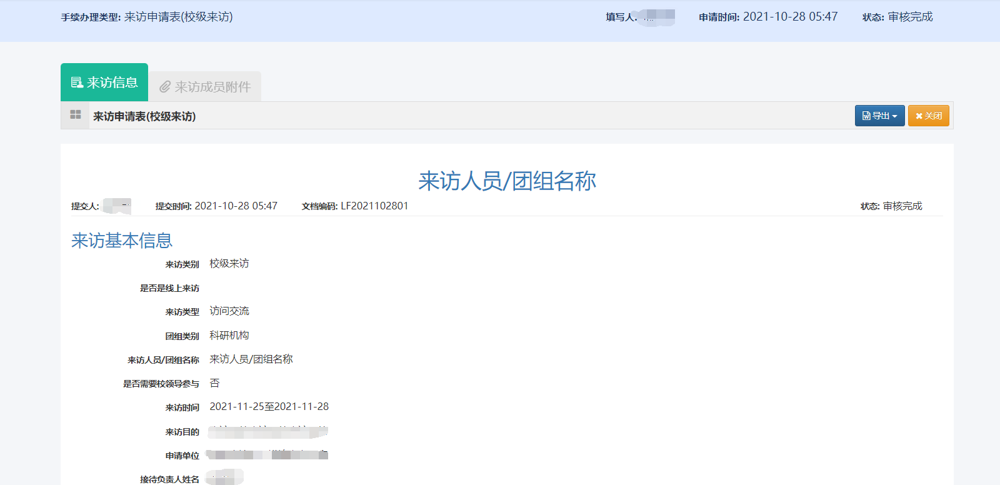 手续办理类型: 来访申请表(校级来访) 填写人: 申请时间: 2021-10-28 05:47 状态: 审核完成
来访信息 来访成员附件
来访申请表(校级来访) 导出 关闭
来访人员/团组名称
提交人: 提交时间: 2021-10-28 05:47 文档编码: LF2021102801 状态: 审核完成
来访基本信息
来访类别 校级来访
是否是线上来访
来访类型 访问交流
团组类别 科研机构
来访人员/团组名称 来访人员/团组名称
是否需要校领导参与 否
来访时间 2021-11-25至2021-11-28
来访目的
申请单位
接待负责人姓名